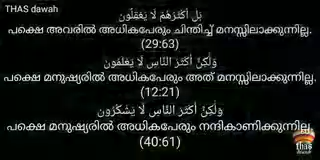 THAS dawah
بَلْ أَكْثَرُهُمْ لَا يَعْقِلُونَ
പക്ഷെ അവരിൽ അധികപേരും ചിന്തിച്ച് മനസ്സിലാക്കുന്നില്ല.
(29:63)
وَلَٰكِنَّ أَكْثَرَ النَّاسِ لَا يَعْلَمُونَ
പക്ഷെ മനുഷ്യരിൽ അധികപേരും അത് മനസ്സിലാക്കുന്നില്ല.
(12:21)
وَلَٰكِنَّ أَكْثَرَ النَّاسِ لَا يَشْكُرُونَ
പക്ഷെ മനുഷ്യരിൽ അധികപേരും നന്ദികാണിക്കുന്നില്ല.
(40:61)
thas
dawah